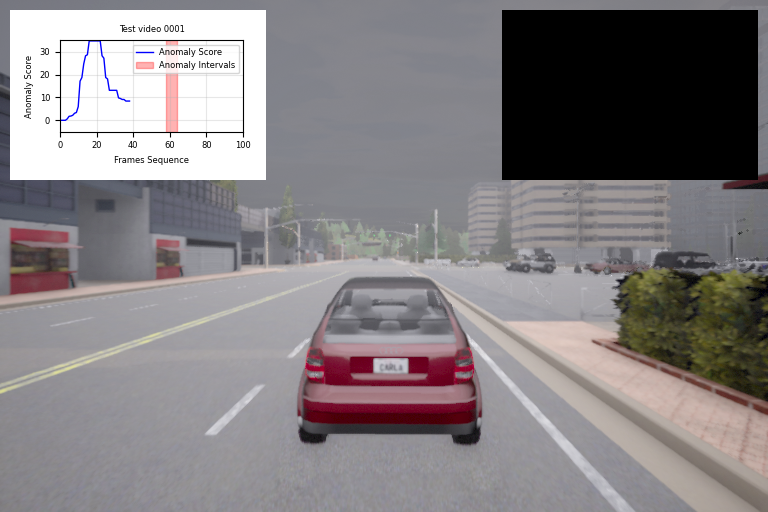 Test video 0001
Anomaly Score
Anomaly Intervals
Anomaly Score
30
20
10
0
0 20 40 60 80 100
Frames Sequence
CARLA